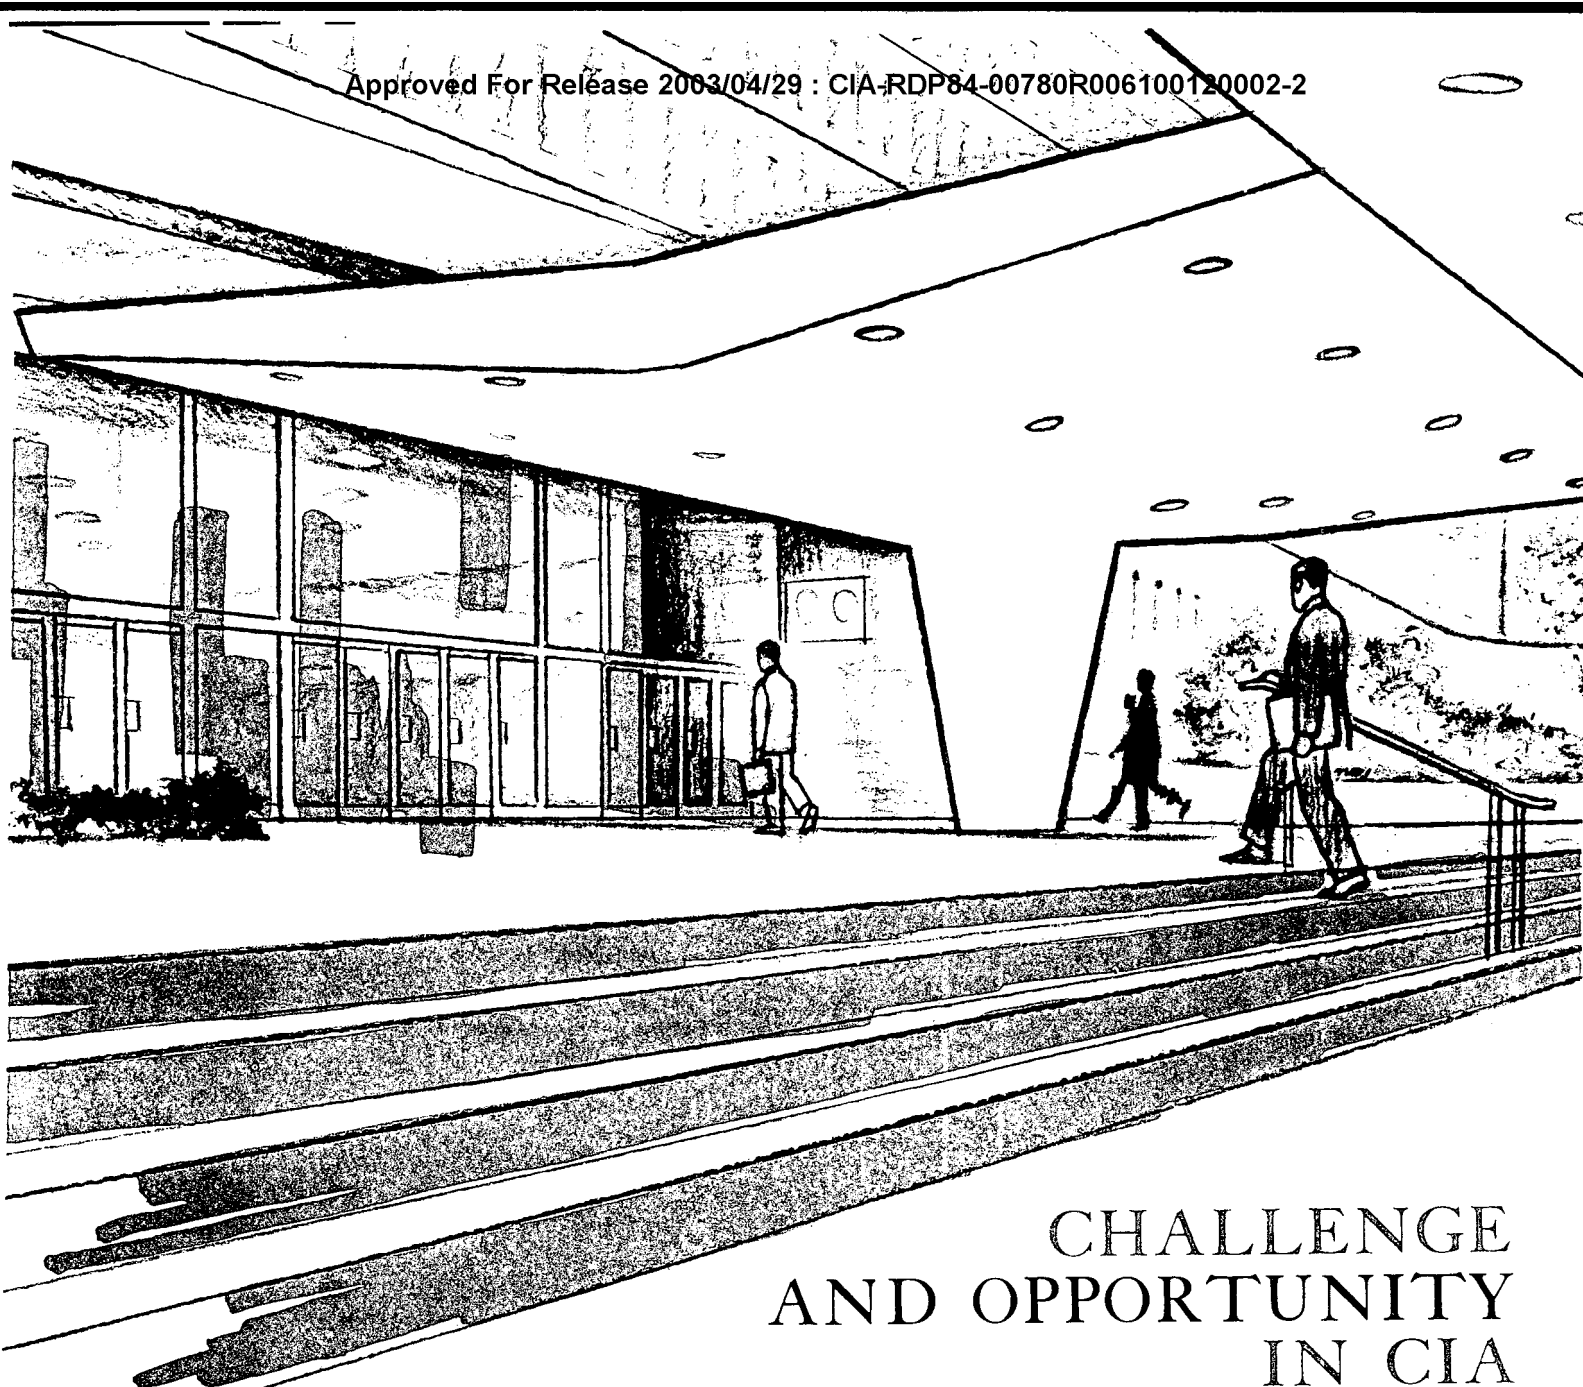 Approved For Release 2003/04/29 : CIA-RDP84-00780R006100120002-2
CHALLENGE
AND OPPORTUNITY
IN CIA